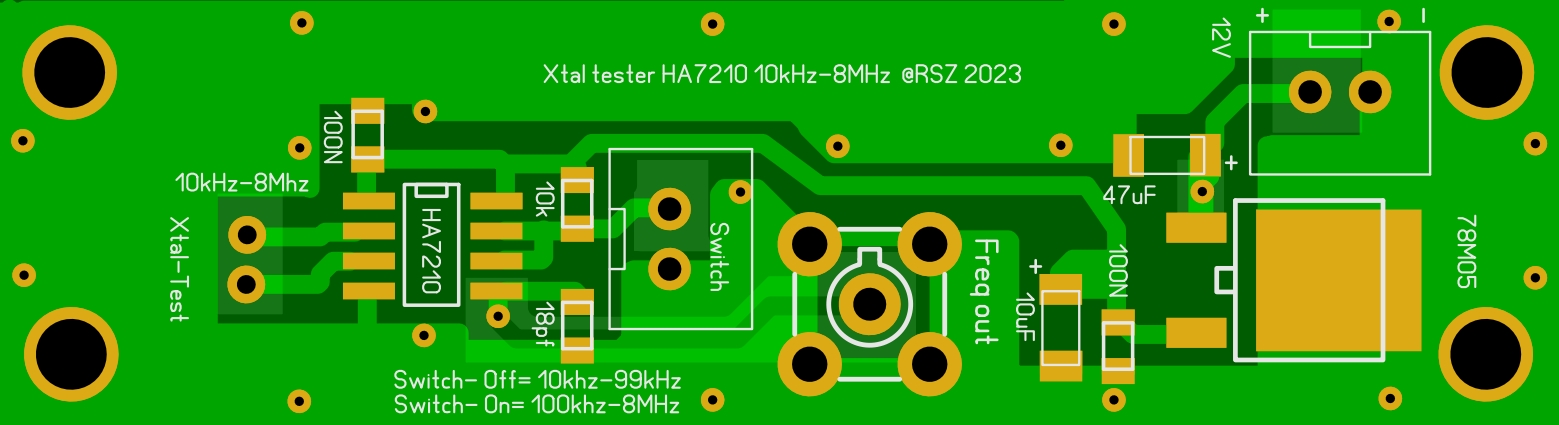 + -
12V
Xtal tester HA7210 10kHz-8MHz @RSZ 2023
100N
+
10kHz-8Mhz
10k
47uF
HA7210
Xtal-Test
Switch
78M05
Freq out
+
100N
10uF
18pf
Switch- Off= 10khz-99kHz
Switch- On= 100khz-8MHz